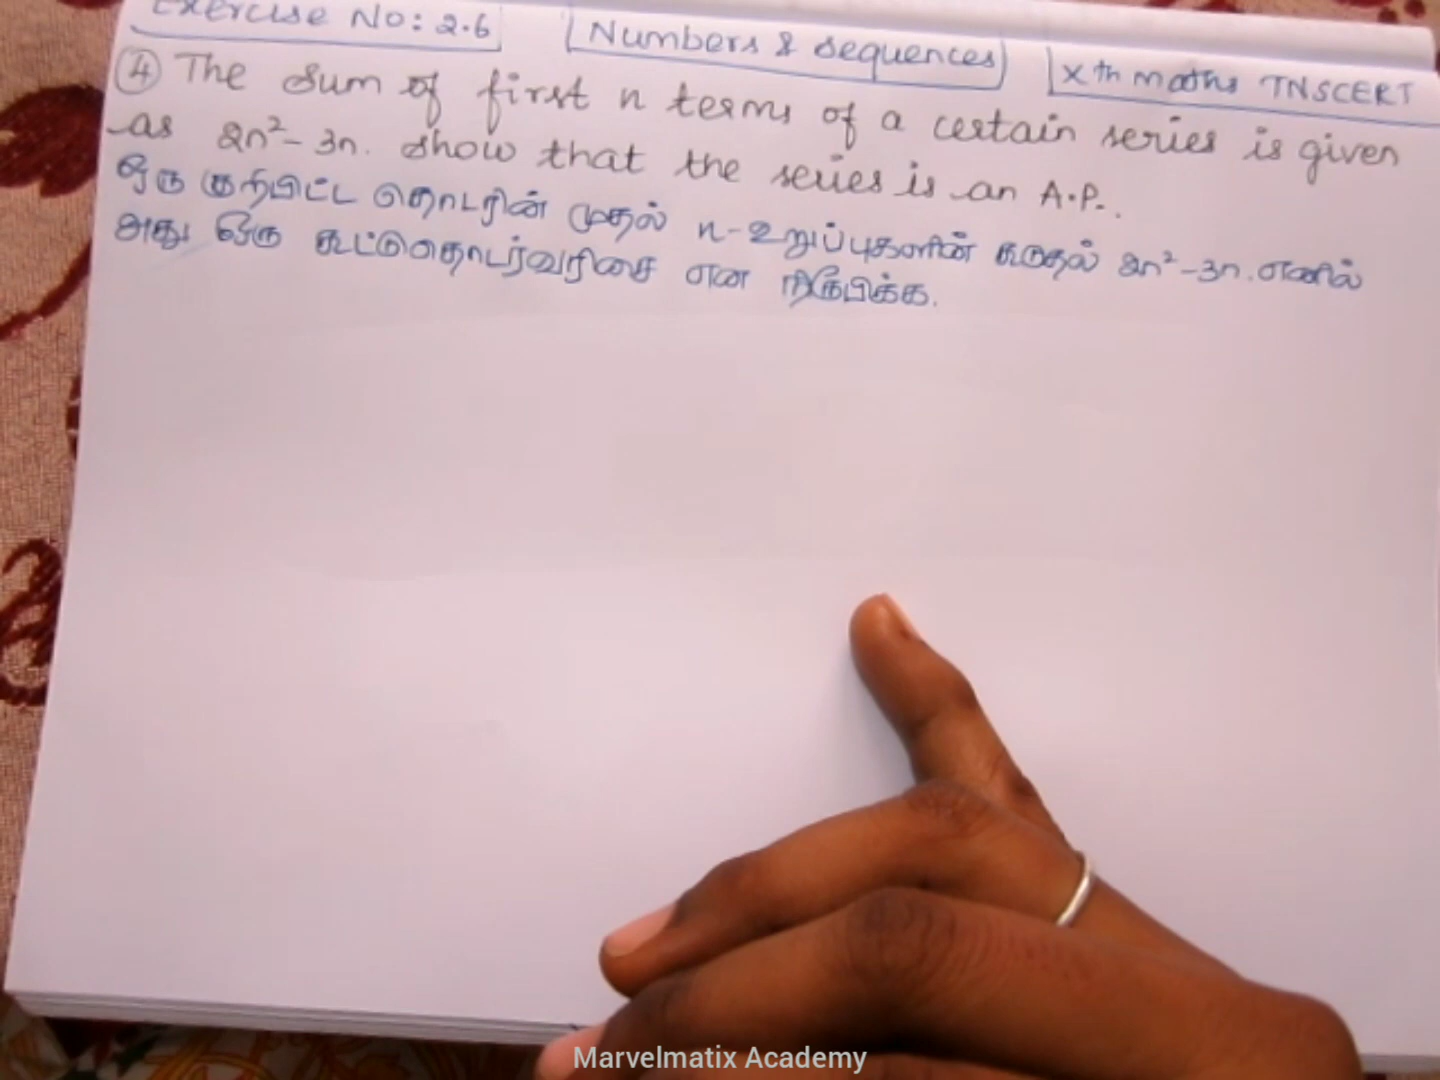 Exercise No: 2.6
Numbers & Sequences
Xth maths TNSCERT
④ The Sum of first n terms of a certain series is given
as 2n²-3n. Show that the series is an A.P..
ஒரு குறிப்பிட்ட தொடரின் முதல் n-உறுப்புகளின் கூடுதல் 2n²-3n. எனில்
அது ஒரு கூட்டுதொடர்வரிசை என நிரூபிக்க.
Marvelmatix Academy